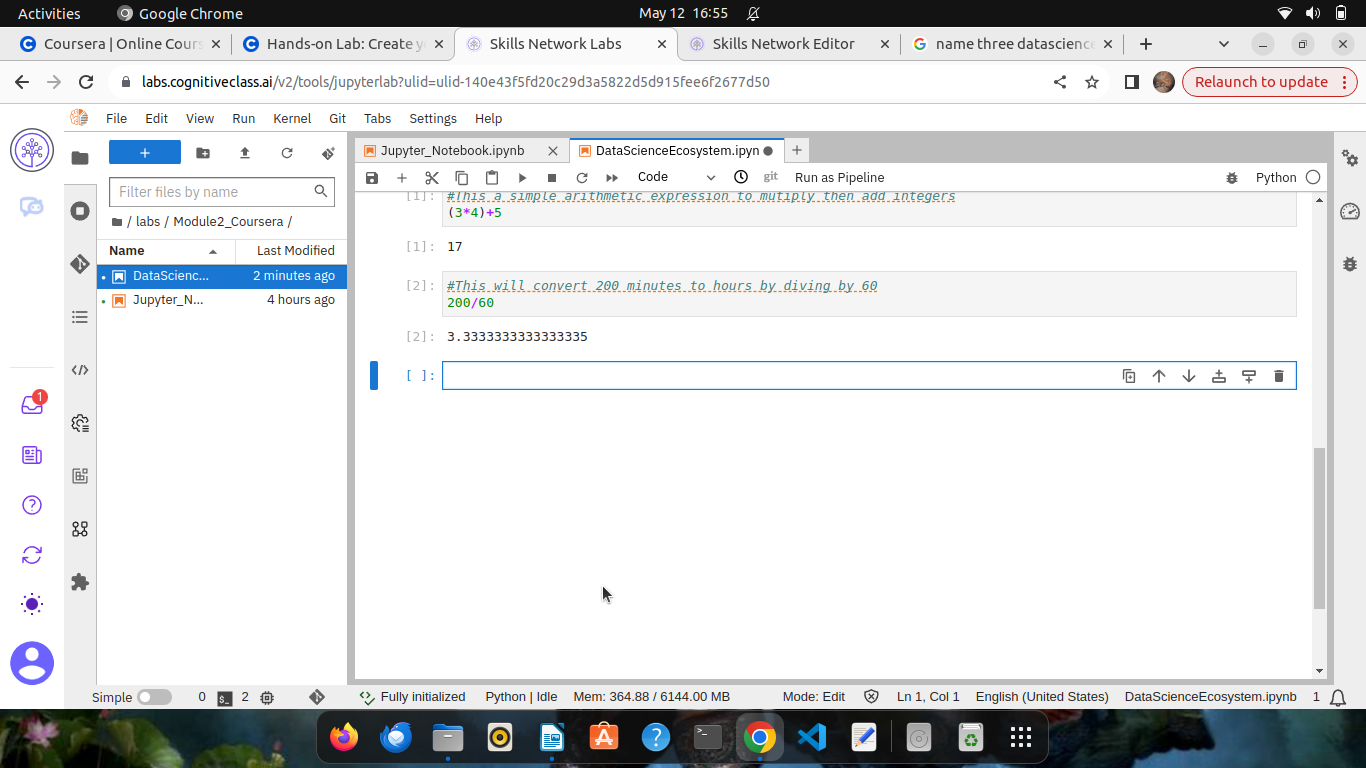 Activities Google Chrome May 12 16:55
Coursera | Online Cours Hands-on Lab: Create y Skills Network Labs Skills Network Editor name three datascience
labs.cognitiveclass.ai/v2/tools/jupyterlab?ulid=ulid-140e43f5fd20c29d3a5822d5d915fee6f2677d50 Relaunch to update
File Edit View Run Kernel Git Tabs Settings Help
Jupyter_Notebook.ipynb DataScienceEcosystem.ipyn
Code git Run as Pipeline Python
Filter files by name
/ labs / Module2_Coursera /
Name Last Modified
DataScienc... 2 minutes ago
Jupyter_N... 4 hours ago
[1]: #This a simple arithmetic expression to mutiply then add integers
(3*4)+5
[1]: 17
[2]: #This will convert 200 minutes to hours by diving by 60
200/60
[2]: 3.3333333333333335
[ ]:
1
Simple 0 2 Fully initialized Python | Idle Mem: 364.88 / 6144.00 MB Mode: Edit Ln 1, Col 1 English (United States) DataScienceEcosystem.ipynb 1